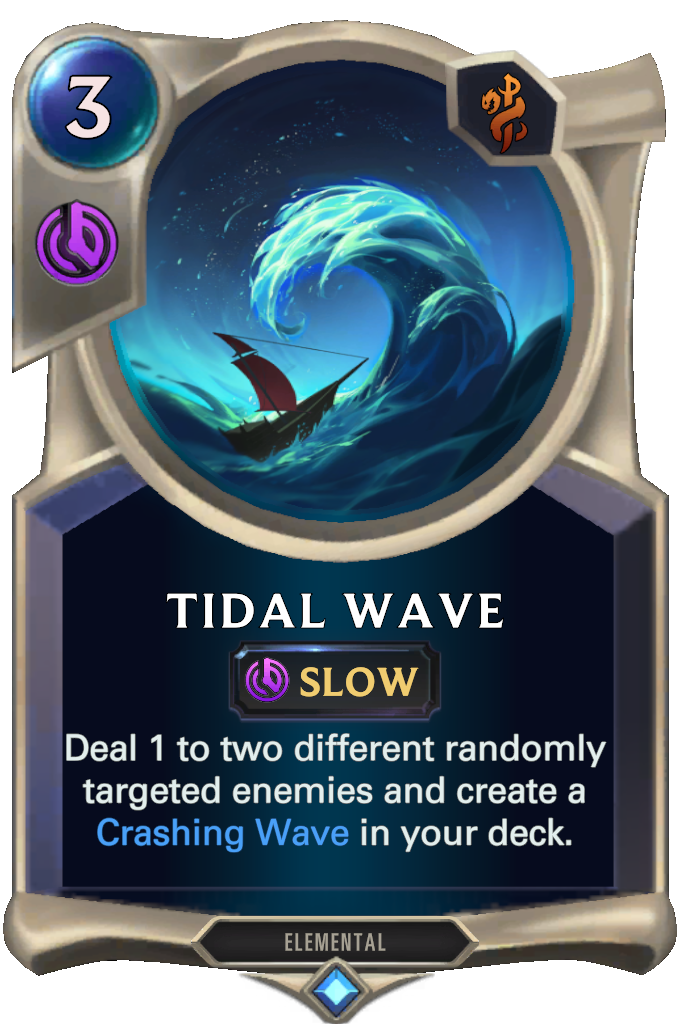 3
TIDAL WAVE
SLOW
Deal 1 to two different randomly
targeted enemies and create a
Crashing Wave in your deck.
ELEMENTAL